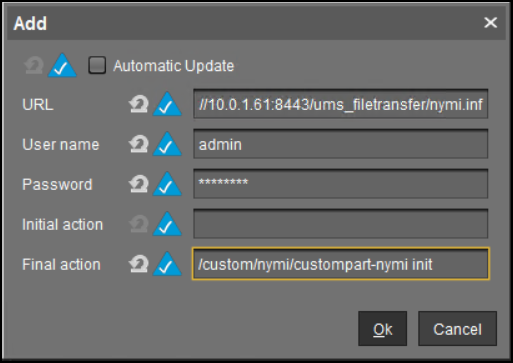 Add
Automatic Update
URL //10.0.1.61:8443/ums_filetransfer/nymi.inf
User name admin
Password ********
Initial action
Final action /custom/nymi/custompart-nymi init
Ok Cancel